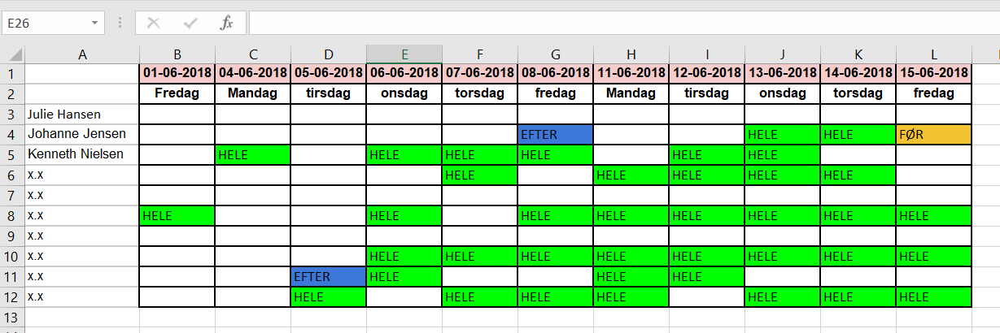 E26 fx
A B C D E F G H I J K L
1 01-06-2018 04-06-2018 05-06-2018 06-06-2018 07-06-2018 08-06-2018 11-06-2018 12-06-2018 13-06-2018 14-06-2018 15-06-2018
2 Fredag Mandag tirsdag onsdag torsdag fredag Mandag tirsdag onsdag torsdag fredag
3 Julie Hansen
4 Johanne Jensen EFTER HELE HELE FØR
5 Kenneth Nielsen HELE HELE HELE HELE HELE HELE
6 x.x HELE HELE HELE HELE HELE
7 x.x
8 x.x HELE HELE HELE HELE HELE HELE HELE HELE
9 x.x
10 x.x HELE HELE HELE HELE HELE HELE HELE HELE
11 x.x EFTER HELE HELE HELE
12 x.x HELE HELE HELE HELE HELE HELE HELE
13